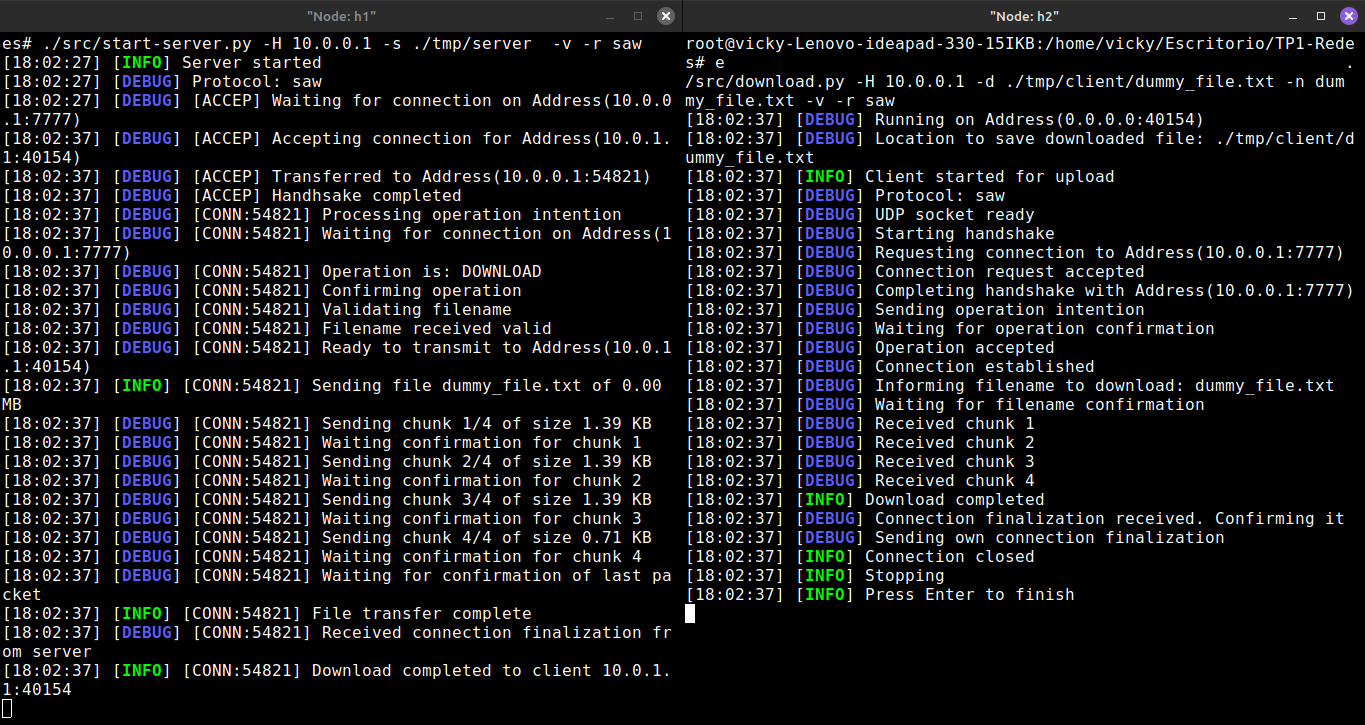 "Node: h1"
es# ./src/start-server.py -H 10.0.0.1 -s ./tmp/server  -v -r saw
[18:02:27] [INFO] Server started
[18:02:27] [DEBUG] Protocol: saw
[18:02:27] [DEBUG] [ACCEP] Waiting for connection on Address(10.0.0
.1:7777)
[18:02:37] [DEBUG] [ACCEP] Accepting connection for Address(10.0.1.
1:40154)
[18:02:37] [DEBUG] [ACCEP] Transferred to Address(10.0.0.1:54821)
[18:02:37] [DEBUG] [ACCEP] Handhsake completed
[18:02:37] [DEBUG] [CONN:54821] Processing operation intention
[18:02:37] [DEBUG] [CONN:54821] Waiting for connection on Address(1
0.0.0.1:7777)
[18:02:37] [DEBUG] [CONN:54821] Operation is: DOWNLOAD
[18:02:37] [DEBUG] [CONN:54821] Confirming operation
[18:02:37] [DEBUG] [CONN:54821] Validating filename
[18:02:37] [DEBUG] [CONN:54821] Filename received valid
[18:02:37] [DEBUG] [CONN:54821] Ready to transmit to Address(10.0.1
.1:40154)
[18:02:37] [INFO] [CONN:54821] Sending file dummy_file.txt of 0.00
MB
[18:02:37] [DEBUG] [CONN:54821] Sending chunk 1/4 of size 1.39 KB
[18:02:37] [DEBUG] [CONN:54821] Waiting confirmation for chunk 1
[18:02:37] [DEBUG] [CONN:54821] Sending chunk 2/4 of size 1.39 KB
[18:02:37] [DEBUG] [CONN:54821] Waiting confirmation for chunk 2
[18:02:37] [DEBUG] [CONN:54821] Sending chunk 3/4 of size 1.39 KB
[18:02:37] [DEBUG] [CONN:54821] Waiting confirmation for chunk 3
[18:02:37] [DEBUG] [CONN:54821] Sending chunk 4/4 of size 0.71 KB
[18:02:37] [DEBUG] [CONN:54821] Waiting confirmation for chunk 4
[18:02:37] [DEBUG] [CONN:54821] Waiting for confirmation of last pa
cket
[18:02:37] [INFO] [CONN:54821] File transfer complete
[18:02:37] [DEBUG] [CONN:54821] Received connection finalization fr
om server
[18:02:37] [INFO] [CONN:54821] Download completed to client 10.0.1.
1:40154
"Node: h2"
root@vicky-Lenovo-ideapad-330-15IKB:/home/vicky/Escritorio/TP1-Rede
s# e                                                               .
/src/download.py -H 10.0.0.1 -d ./tmp/client/dummy_file.txt -n dum
my_file.txt -v -r saw
[18:02:37] [DEBUG] Running on Address(0.0.0.0:40154)
[18:02:37] [DEBUG] Location to save downloaded file: ./tmp/client/d
ummy_file.txt
[18:02:37] [INFO] Client started for upload
[18:02:37] [DEBUG] Protocol: saw
[18:02:37] [DEBUG] UDP socket ready
[18:02:37] [DEBUG] Starting handshake
[18:02:37] [DEBUG] Requesting connection to Address(10.0.0.1:7777)
[18:02:37] [DEBUG] Connection request accepted
[18:02:37] [DEBUG] Completing handshake with Address(10.0.0.1:7777)
[18:02:37] [DEBUG] Sending operation intention
[18:02:37] [DEBUG] Waiting for operation confirmation
[18:02:37] [DEBUG] Operation accepted
[18:02:37] [DEBUG] Connection established
[18:02:37] [DEBUG] Informing filename to download: dummy_file.txt
[18:02:37] [DEBUG] Waiting for filename confirmation
[18:02:37] [DEBUG] Received chunk 1
[18:02:37] [DEBUG] Received chunk 2
[18:02:37] [DEBUG] Received chunk 3
[18:02:37] [DEBUG] Received chunk 4
[18:02:37] [INFO] Download completed
[18:02:37] [DEBUG] Connection finalization received. Confirming it
[18:02:37] [DEBUG] Sending own connection finalization
[18:02:37] [INFO] Connection closed
[18:02:37] [INFO] Stopping
[18:02:37] [INFO] Press Enter to finish